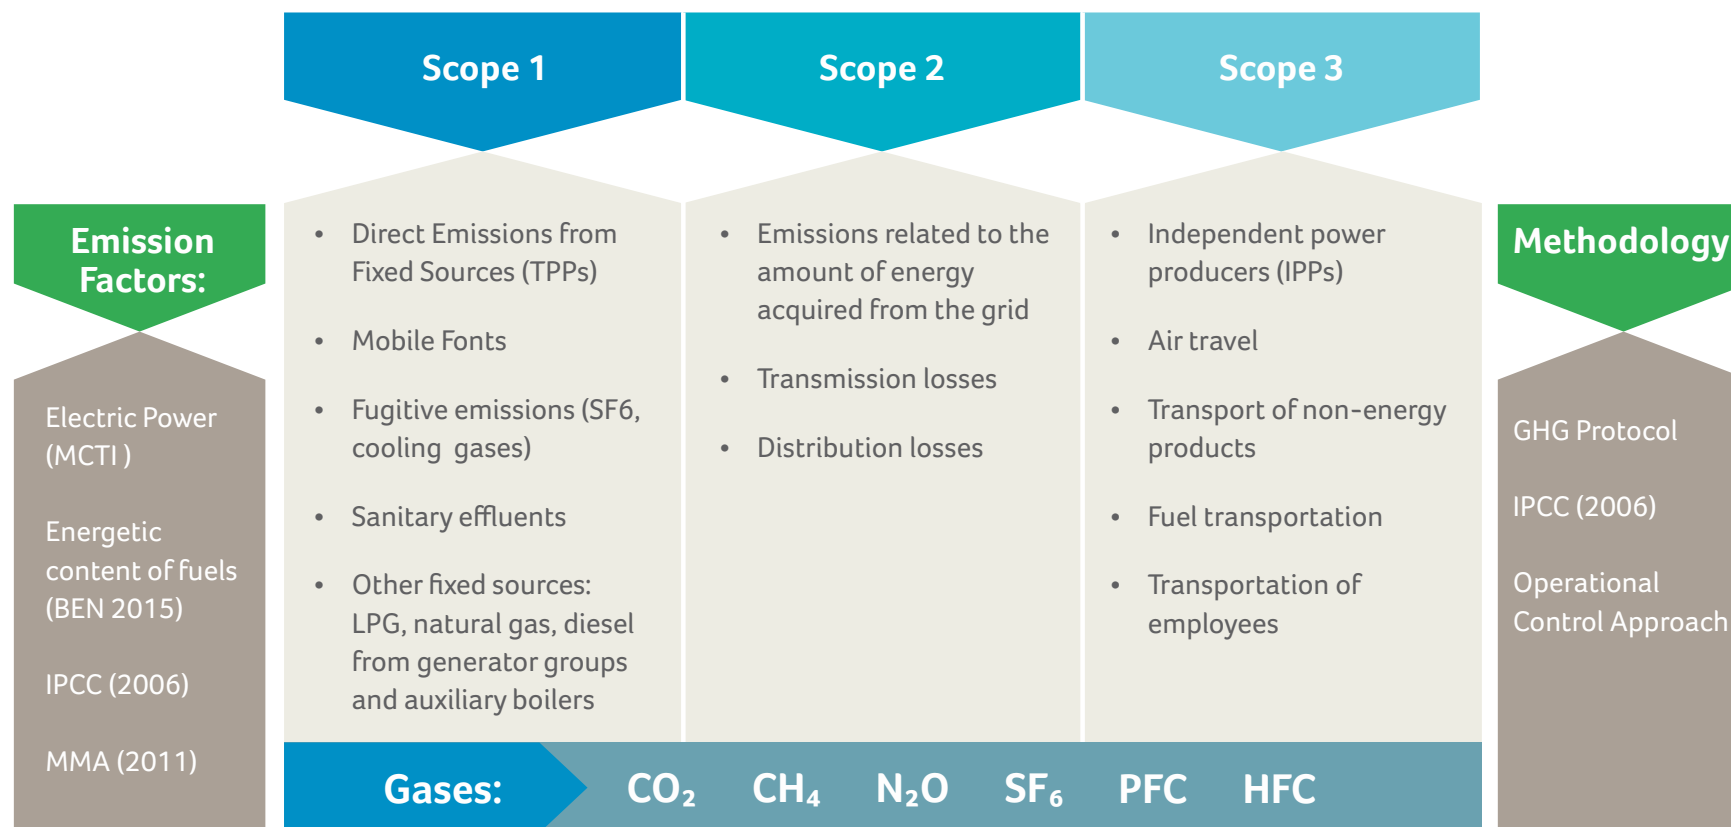 Scope 1
Scope 2
Scope 3
Emission
Factors:
Electric Power
(MCTI )
Energetic
content of fuels
(BEN 2015)
IPCC (2006)
MMA (2011)
• Direct Emissions from
Fixed Sources (TPPs)
• Mobile Fonts
• Fugitive emissions (SF6,
cooling gases)
• Sanitary effluents
• Other fixed sources:
LPG, natural gas, diesel
from generator groups
and auxiliary boilers
• Emissions related to the
amount of energy
acquired from the grid
• Transmission losses
• Distribution losses
• Independent power
producers (IPPs)
• Air travel
• Transport of non-energy
products
• Fuel transportation
• Transportation of
employees
Methodology
GHG Protocol
IPCC (2006)
Operational
Control Approach
Gases: CO₂ CH₄ N₂O SF₆ PFC HFC